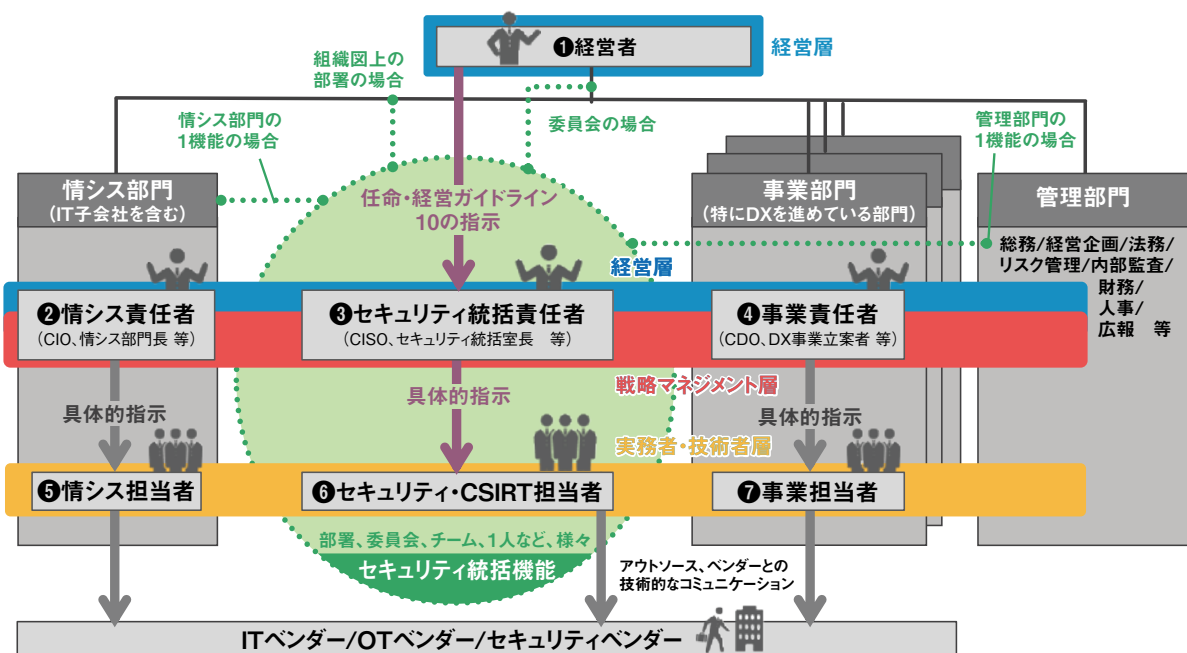 ❶経営者
経営層
組織図上の
部署の場合
情シス部門の
1機能の場合
委員会の場合
管理部門の
1機能の場合
情シス部門
(IT子会社を含む)
任命・経営ガイドライン
10の指示
事業部門
(特にDXを進めている部門)
管理部門
総務/経営企画/法務/
リスク管理/内部監査/
財務/
人事/
広報 等
経営層
❷情シス責任者
(CIO、情シス部門長 等)
❸セキュリティ統括責任者
(CISO、セキュリティ統括室長 等)
❹事業責任者
(CDO、DX事業立案者 等)
戦略マネジメント層
具体的指示
具体的指示
具体的指示
実務者・技術者層
❺情シス担当者
❻セキュリティ・CSIRT担当者
❼事業担当者
部署、委員会、チーム、1人など、様々
セキュリティ統括機能
アウトソース、ベンダーとの
技術的なコミュニケーション
ITベンダー/OTベンダー/セキュリティベンダー